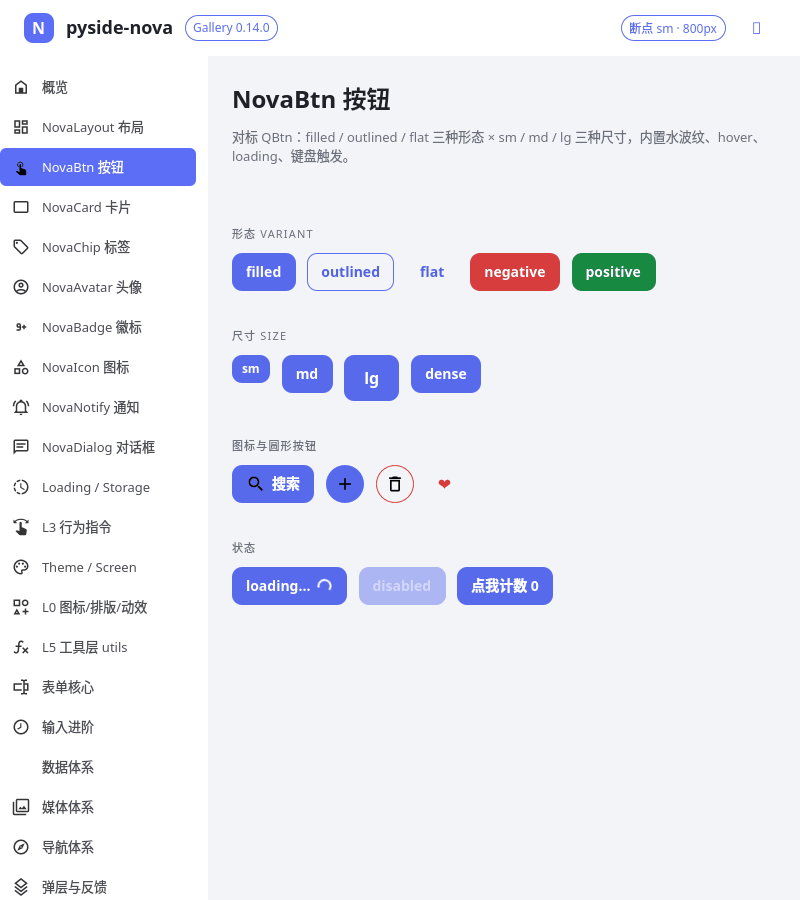 N pyside-nova Gallery 0.14.0 断点 sm · 800px
概览
NovaLayout 布局
NovaBtn 按钮
NovaCard 卡片
NovaChip 标签
NovaAvatar 头像
9+ NovaBadge 徽标
NovaIcon 图标
NovaNotify 通知
NovaDialog 对话框
Loading / Storage
L3 行为指令
Theme / Screen
L0 图标/排版/动效
L5 工具层 utils
表单核心
输入进阶
数据体系
媒体体系
导航体系
弹层与反馈
NovaBtn 按钮
对标 QBtn：filled / outlined / flat 三种形态 × sm / md / lg 三种尺寸，内置水波纹、hover、
loading、键盘触发。
形态 VARIANT
filled outlined flat negative positive
尺寸 SIZE
sm md lg dense
图标与圆形按钮
搜索
状态
loading... disabled 点我计数 0